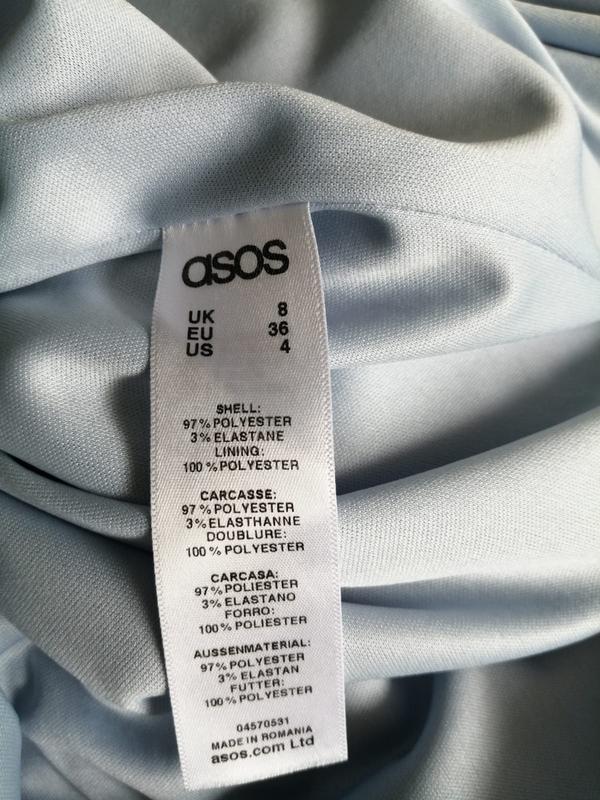 asos
UK 8
EU 36
US 4
SHELL:
97% POLYESTER
3% ELASTANE
LINING:
100% POLYESTER
CARCASSE:
97% POLYESTER
3% ELASTHANNE
DOUBLURE:
100% POLYESTER
CARCASA:
97% POLIESTER
3% ELASTANO
FORRO:
100% POLIESTER
AUSSENMATERIAL:
97% POLYESTER
3% ELASTAN
FUTTER:
100% POLYESTER
04570531
MADE IN ROMANIA
asos.com Ltd